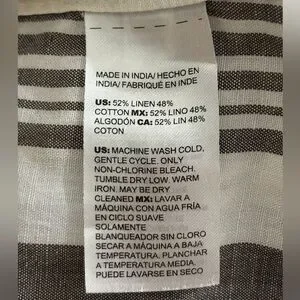 MADE IN INDIA/ HECHO EN
INDIA/ FABRIQUÉ EN INDE
US: 52% LINEN 48%
COTTON MX: 52% LINO 48%
ALGODÓN CA: 52% LIN 48%
COTON
US: MACHINE WASH COLD,
GENTLE CYCLE. ONLY
NON-CHLORINE BLEACH.
TUMBLE DRY LOW. WARM
IRON. MAY BE DRY
CLEANED MX: LAVAR A
MÁQUINA CON AGUA FRÍA
EN CICLO SUAVE
SOLAMENTE
BLANQUEADOR SIN CLORO
SECAR A MÁQUINA A BAJA
TEMPERATURA. PLANCHAR
A TEMPERATURA MEDIA.
PUEDE LAVARSE EN SECO